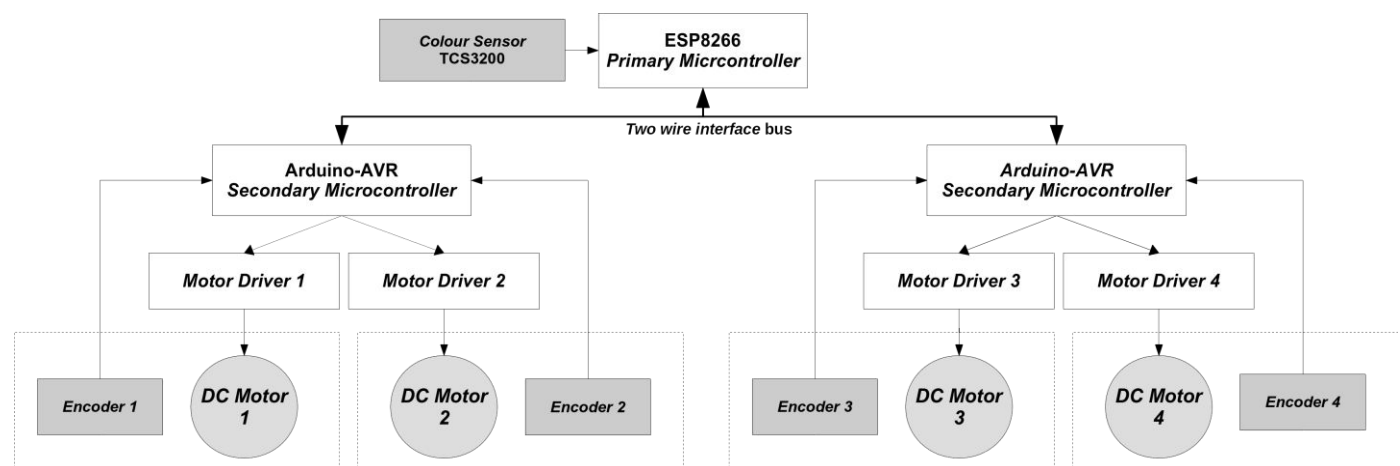 Colour Sensor
TCS3200
ESP8266
Primary Micrcontroller
Two wire interface bus
Arduino-AVR
Secondary Microcontroller
Arduino-AVR
Secondary Microcontroller
Motor Driver 1
Motor Driver 2
Motor Driver 3
Motor Driver 4
Encoder 1
DC Motor
1
DC Motor
2
Encoder 2
Encoder 3
DC Motor
3
DC Motor
4
Encoder 4